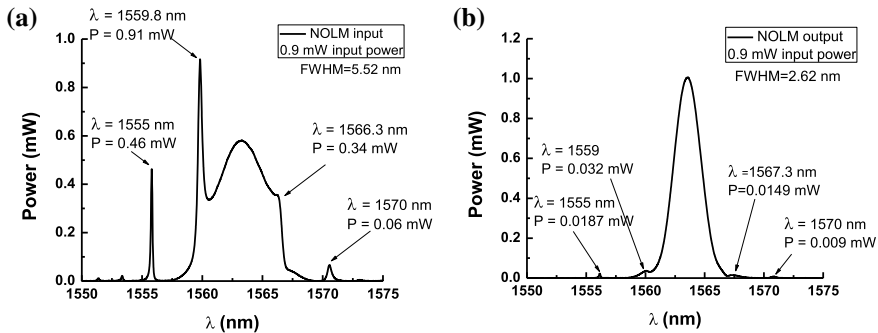 (a)
λ = 1559.8 nm
P = 0.91 mW
NOLM input
0.9 mW input power
FWHM=5.52 nm
λ = 1555 nm
P = 0.46 mW
λ = 1566.3 nm
P = 0.34 mW
λ = 1570 nm
P = 0.06 mW
Power (mW)
1.0
0.8
0.6
0.4
0.2
0.0
1550 1555 1560 1565 1570 1575
λ (nm)
(b)
NOLM output
0.9 mW input power
FWHM=2.62 nm
λ = 1559
P = 0.032 mW
λ = 1555 nm
P = 0.0187 mW
λ =1567.3 nm
P=0.0149 mW
λ = 1570 nm
P = 0.009 mW
Power (mW)
1.2
1.0
0.8
0.6
0.4
0.2
0.0
1550 1555 1560 1565 1570 1575
λ (nm)